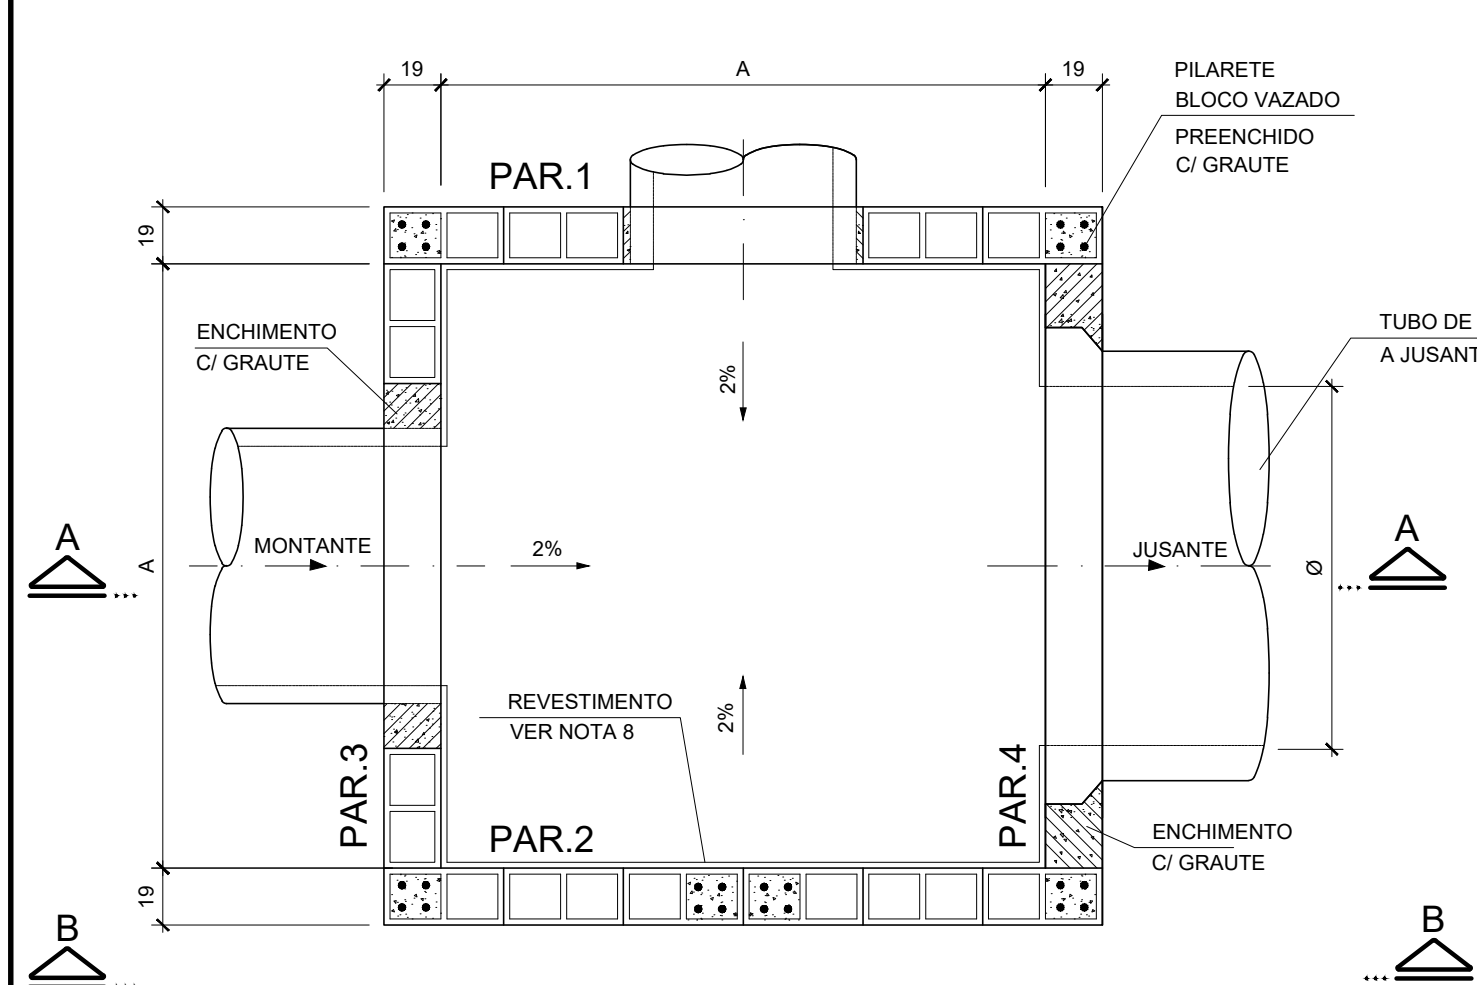 19
A
19
PILARETE
BLOCO VAZADO
PREENCHIDO
C/ GRAUTE
PAR.1
19
ENCHIMENTO
C/ GRAUTE
2%
TUBO DE
A JUSANT
A
MONTANTE
2%
JUSANTE
A
A
Ø
REVESTIMENTO
VER NOTA 8
2%
PAR.3
PAR.2
PAR.4
ENCHIMENTO
C/ GRAUTE
19
B
B